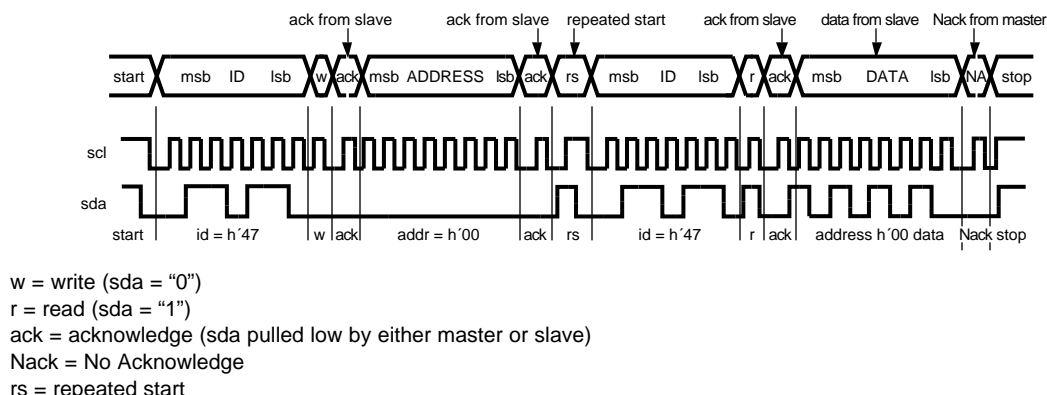 ack from slave ack from slave repeated start ack from slave data from slave Nack from master
start msb ID lsb w ack msb ADDRESS lsb ack rs msb ID lsb r ack msb DATA lsb NA stop
scl
sda
start id = h´47 w ack addr = h´00 ack rs id = h´47 r ack address h´00 data Nack stop
w = write (sda = “0”)
r = read (sda = “1”)
ack = acknowledge (sda pulled low by either master or slave)
Nack = No Acknowledge
rs = repeated start